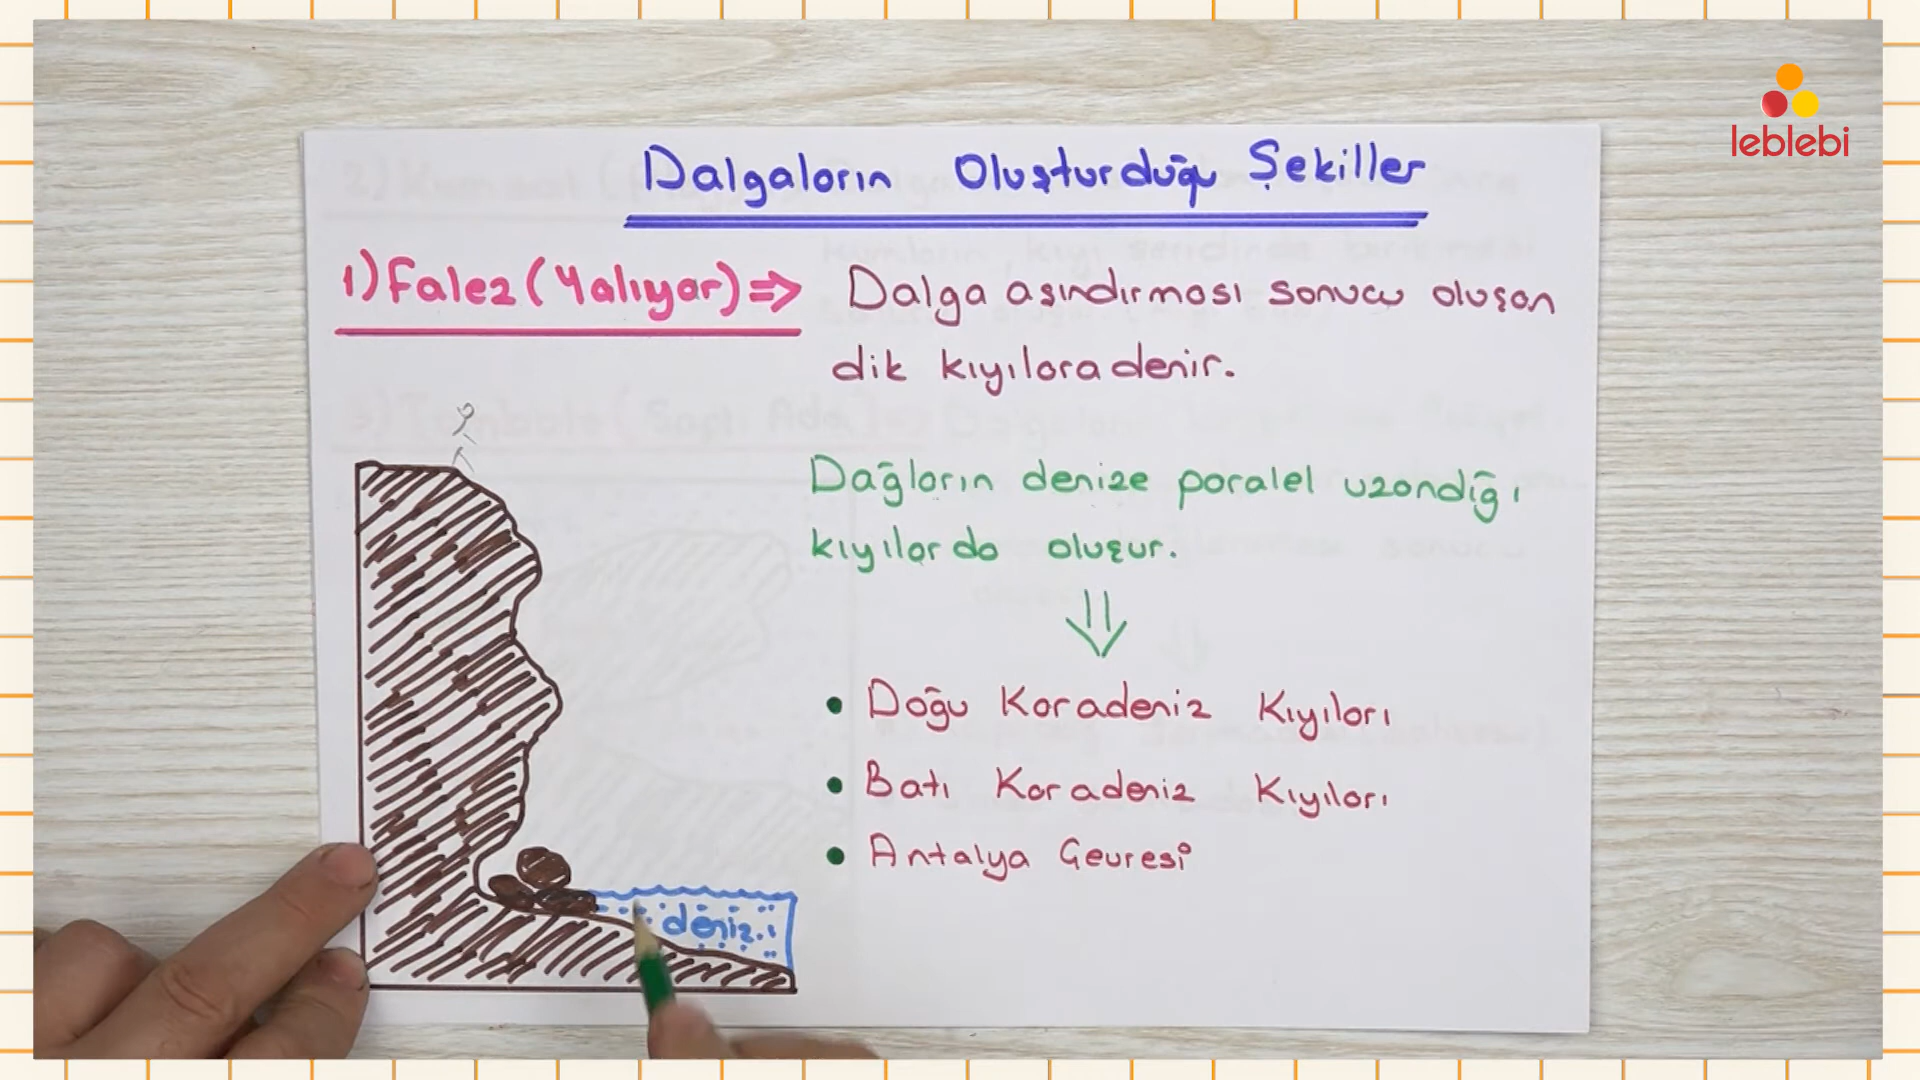 leblebi
Dalgaların Oluşturduğu Şekiller
1) Falez (Yalıyar) ⇒ Dalga aşındırması sonucu oluşan
dik kıyılara denir.
Dağların denize paralel uzandığı
kıyılarda oluşur.
⇓
• Doğu Karadeniz Kıyıları
• Batı Karadeniz Kıyıları
• Antalya Çevresi
deniz